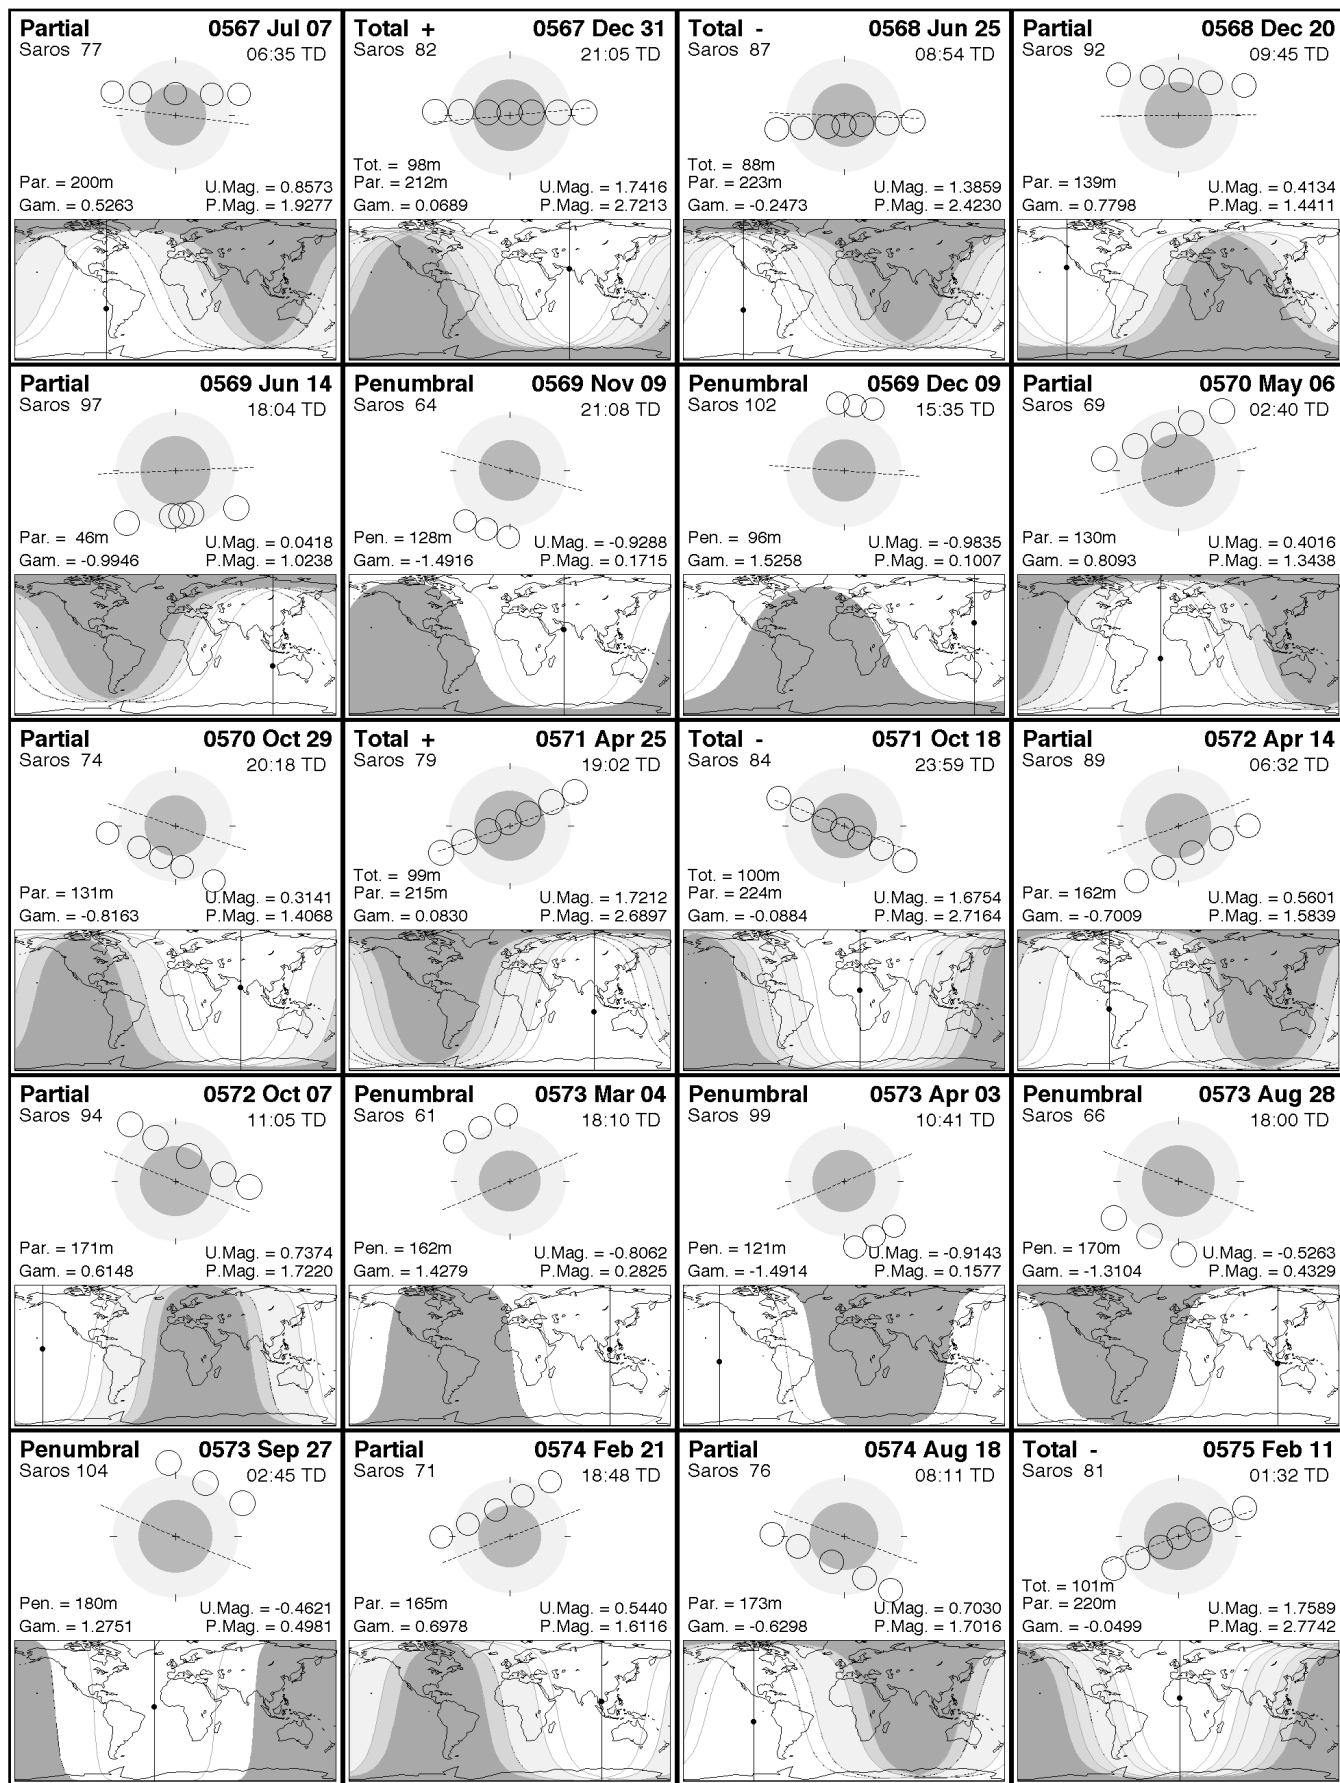 Partial 0567 Jul 07
Saros 77 06:35 TD
Par. = 200m U.Mag. = 0.8573
Gam. = 0.5263 P.Mag. = 1.9277
Total + 0567 Dec 31
Saros 82 21:05 TD
Tot. = 98m
Par. = 212m U.Mag. = 1.7416
Gam. = 0.0689 P.Mag. = 2.7213
Total - 0568 Jun 25
Saros 87 08:54 TD
Tot. = 88m
Par. = 223m U.Mag. = 1.3859
Gam. = -0.2473 P.Mag. = 2.4230
Partial 0568 Dec 20
Saros 92 09:45 TD
Par. = 139m U.Mag. = 0.4134
Gam. = 0.7798 P.Mag. = 1.4411
Partial 0569 Jun 14
Saros 97 18:04 TD
Par. = 46m U.Mag. = 0.0418
Gam. = -0.9946 P.Mag. = 1.0238
Penumbral 0569 Nov 09
Saros 64 21:08 TD
Pen. = 128m U.Mag. = -0.9288
Gam. = -1.4916 P.Mag. = 0.1715
Penumbral 0569 Dec 09
Saros 102 15:35 TD
Pen. = 96m U.Mag. = -0.9835
Gam. = 1.5258 P.Mag. = 0.1007
Partial 0570 May 06
Saros 69 02:40 TD
Par. = 130m U.Mag. = 0.4016
Gam. = 0.8093 P.Mag. = 1.3438
Partial 0570 Oct 29
Saros 74 20:18 TD
Par. = 131m U.Mag. = 0.3141
Gam. = -0.8163 P.Mag. = 1.4068
Total + 0571 Apr 25
Saros 79 19:02 TD
Tot. = 99m
Par. = 215m U.Mag. = 1.7212
Gam. = 0.0830 P.Mag. = 2.6897
Total - 0571 Oct 18
Saros 84 23:59 TD
Tot. = 100m
Par. = 224m U.Mag. = 1.6754
Gam. = -0.0884 P.Mag. = 2.7164
Partial 0572 Apr 14
Saros 89 06:32 TD
Par. = 162m U.Mag. = 0.5601
Gam. = -0.7009 P.Mag. = 1.5839
Partial 0572 Oct 07
Saros 94 11:05 TD
Par. = 171m U.Mag. = 0.7374
Gam. = 0.6148 P.Mag. = 1.7220
Penumbral 0573 Mar 04
Saros 61 18:10 TD
Pen. = 162m U.Mag. = -0.8062
Gam. = 1.4279 P.Mag. = 0.2825
Penumbral 0573 Apr 03
Saros 99 10:41 TD
Pen. = 121m U.Mag. = -0.9143
Gam. = -1.4914 P.Mag. = 0.1577
Penumbral 0573 Aug 28
Saros 66 18:00 TD
Pen. = 170m U.Mag. = -0.5263
Gam. = -1.3104 P.Mag. = 0.4329
Penumbral 0573 Sep 27
Saros 104 02:45 TD
Pen. = 180m U.Mag. = -0.4621
Gam. = 1.2751 P.Mag. = 0.4981
Partial 0574 Feb 21
Saros 71 18:48 TD
Par. = 165m U.Mag. = 0.5440
Gam. = 0.6978 P.Mag. = 1.6116
Partial 0574 Aug 18
Saros 76 08:11 TD
Par. = 173m U.Mag. = 0.7030
Gam. = -0.6298 P.Mag. = 1.7016
Total - 0575 Feb 11
Saros 81 01:32 TD
Tot. = 101m
Par. = 220m U.Mag. = 1.7589
Gam. = -0.0499 P.Mag. = 2.7742